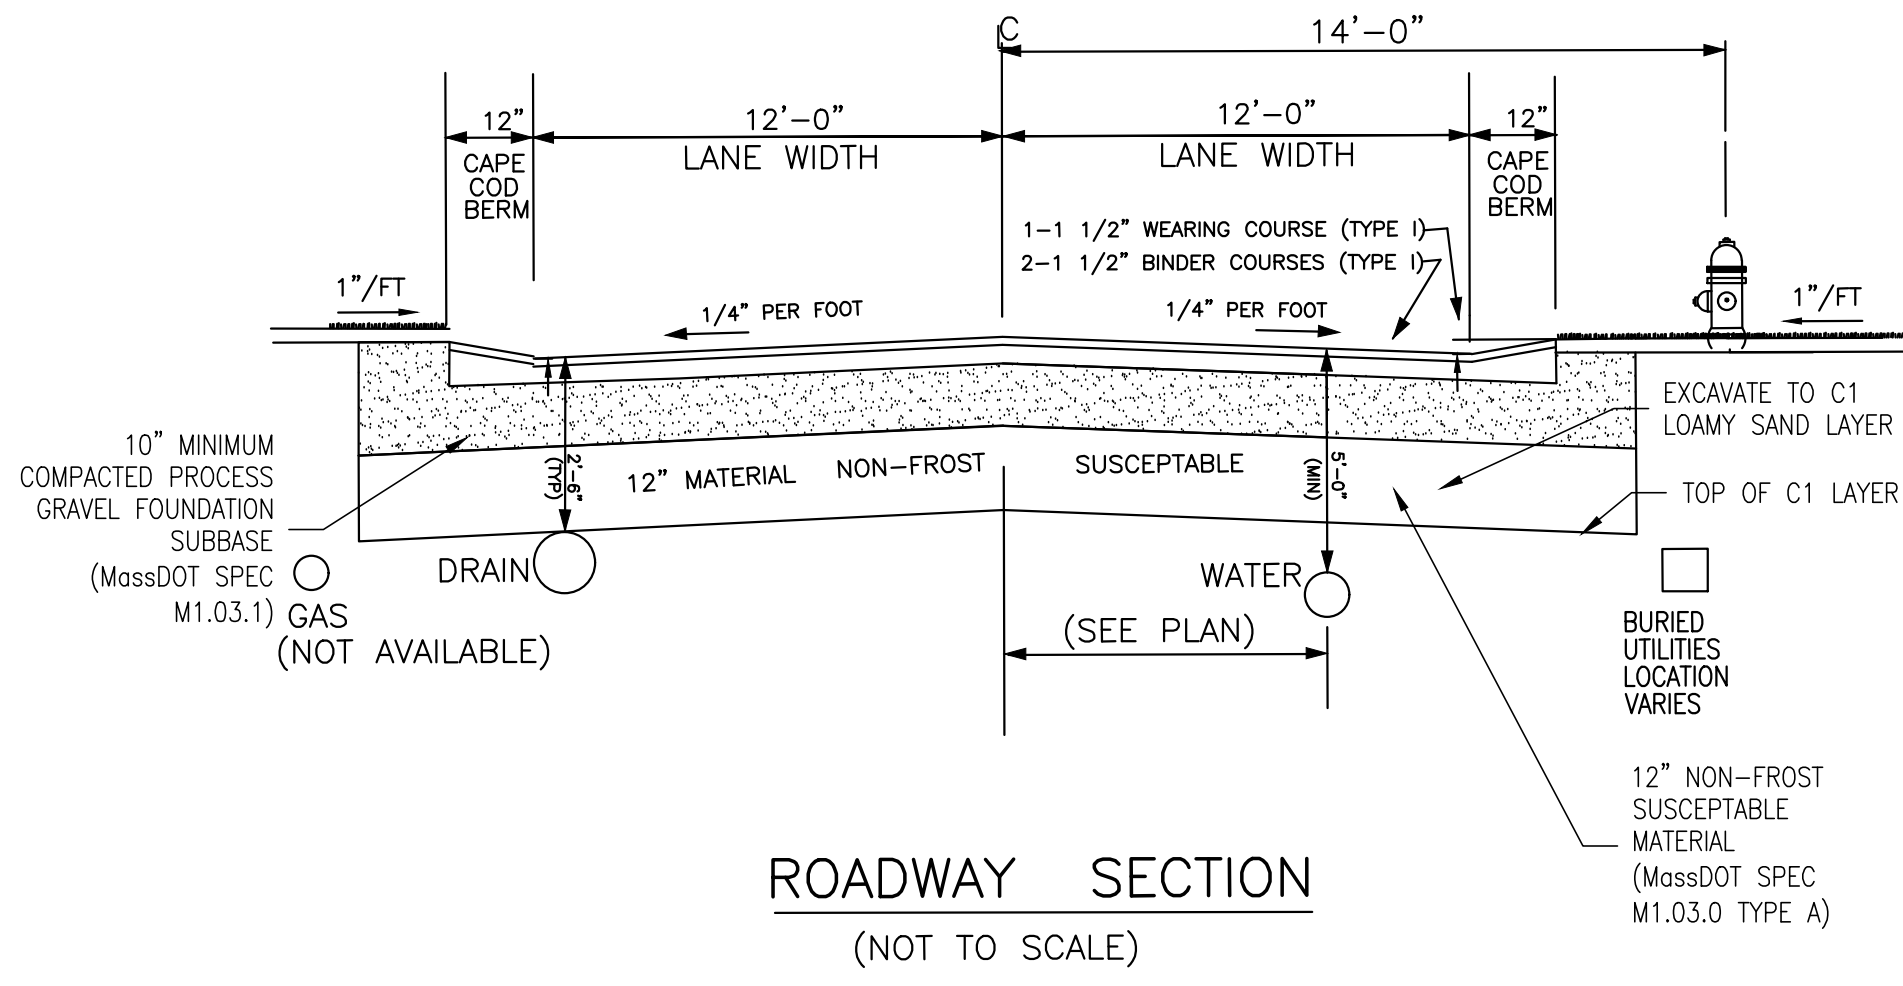 C
L
14'-0"
12"
12'-0"
12'-0"
12"
CAPE
COD
BERM
LANE WIDTH
LANE WIDTH
CAPE
COD
BERM
1-1 1/2" WEARING COURSE (TYPE I)
2-1 1/2" BINDER COURSES (TYPE I)
1"/FT
1/4" PER FOOT
1/4" PER FOOT
1"/FT
10" MINIMUM
COMPACTED PROCESS
GRAVEL FOUNDATION
SUBBASE
(MassDOT SPEC
M1.03.1)
2'-6"
(TYP)
12" MATERIAL NON-FROST SUSCEPTABLE
5'-0"
(MIN)
EXCAVATE TO C1
LOAMY SAND LAYER
TOP OF C1 LAYER
GAS
(NOT AVAILABLE)
DRAIN
WATER
(SEE PLAN)
BURIED
UTILITIES
LOCATION
VARIES
12" NON-FROST
SUSCEPTABLE
MATERIAL
(MassDOT SPEC
M1.03.0 TYPE A)
ROADWAY SECTION
(NOT TO SCALE)